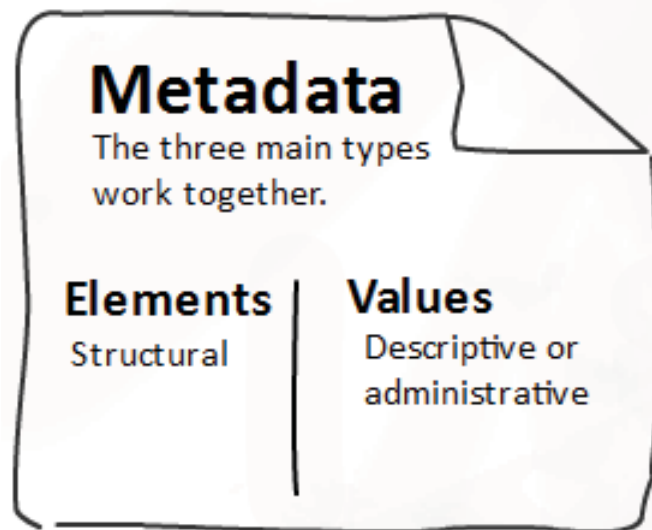 Metadata
The three main types
work together.
Elements
Structural
Values
Descriptive or
administrative